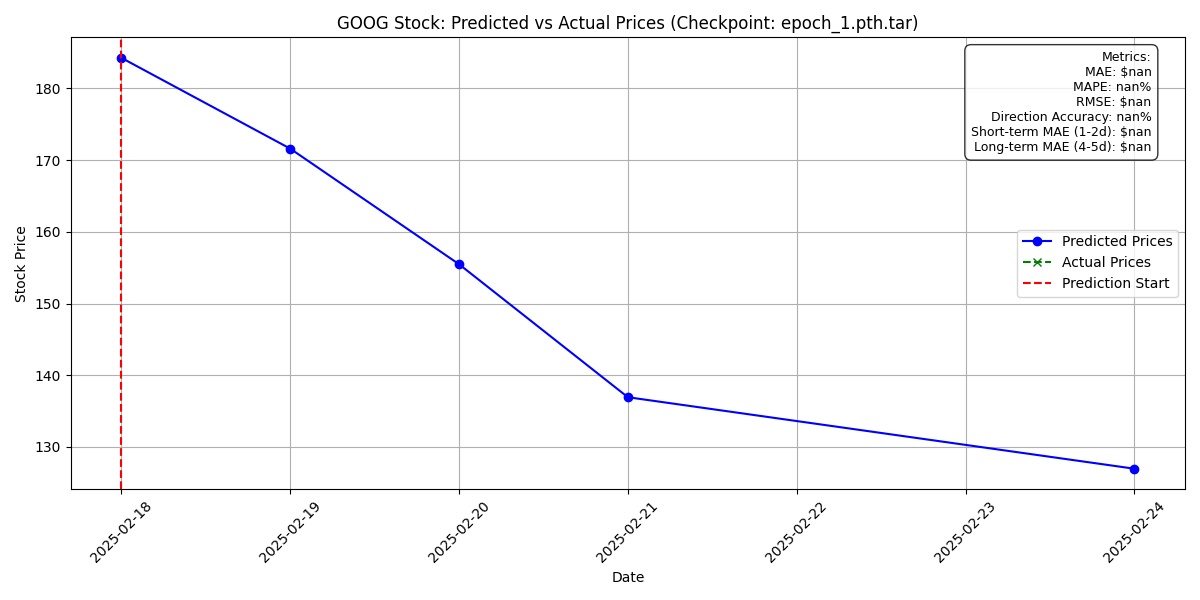 GOOG Stock: Predicted vs Actual Prices (Checkpoint: epoch_1.pth.tar)
Metrics:
MAE: $nan
MAPE: nan%
RMSE: $nan
Direction Accuracy: nan%
Short-term MAE (1-2d): $nan
Long-term MAE (4-5d): $nan
Predicted Prices
Actual Prices
Prediction Start
Stock Price
180
170
160
150
140
130
2025-02-18
2025-02-19
2025-02-20
2025-02-21
2025-02-22
2025-02-23
2025-02-24
Date